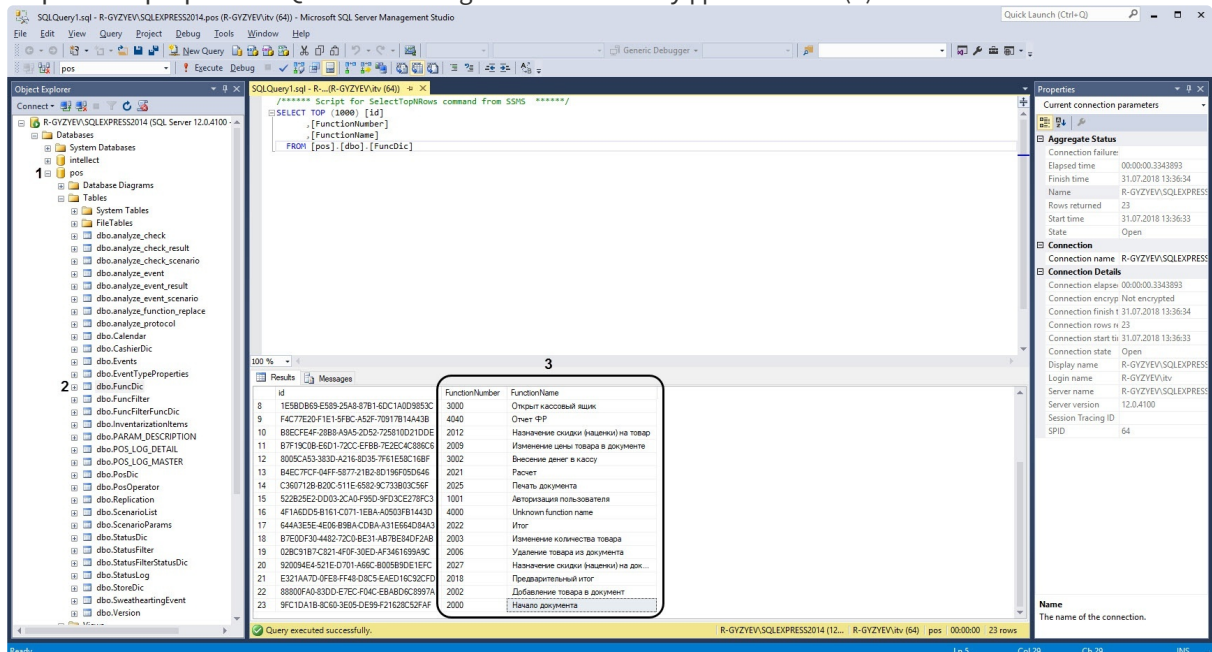 SQLQuery1.sql - R-GYZYEV\SQLEXPRESS2014.pos (R-GYZYEV\itv (64)) - Microsoft SQL Server Management Studio
Quick Launch (Ctrl+Q)
File Edit View Query Project Debug Tools Window Help
New Query
Generic Debugger
pos
Execute Debug
Object Explorer
Connect
R-GYZYEV\SQLEXPRESS2014 (SQL Server 12.0.4100 -
Databases
System Databases
intellect
1 pos
Database Diagrams
Tables
System Tables
FileTables
dbo.analyze_check
dbo.analyze_check_result
dbo.analyze_check_scenario
dbo.analyze_event
dbo.analyze_event_result
dbo.analyze_event_scenario
dbo.analyze_function_replace
dbo.analyze_protocol
dbo.Calendar
dbo.CashierDic
dbo.Events
dbo.EventTypeProperties
2 dbo.FuncDic
dbo.FuncFilter
dbo.FuncFilterFuncDic
dbo.InventarizationItems
dbo.PARAM_DESCRIPTION
dbo.POS_LOG_DETAIL
dbo.POS_LOG_MASTER
dbo.PosDic
dbo.PosOperator
dbo.Replication
dbo.ScenarioList
dbo.ScenarioParams
dbo.StatusDic
dbo.StatusFilter
dbo.StatusFilterStatusDic
dbo.StatusLog
dbo.StoreDic
dbo.SweatheartingEvent
dbo.Version
Views
SQLQuery1.sql - R-...(R-GYZYEV\itv (64))
/****** Script for SelectTopNRows command from SSMS ******/
SELECT TOP (1000) [id]
,[FunctionNumber]
,[FunctionName]
FROM [pos].[dbo].[FuncDic]
100 %
3
Results Messages
id FunctionNumber FunctionName
8 1E5BDB69-E589-25A8-87B1-6DC1A0D9853C 3000 Открыт кассовый ящик
9 F4C77E20-F1E1-5FBC-A52F-70917B14A43B 4040 Отчет ФР
10 B8ECFE4F-28B8-A9A5-2D52-725810D21DDE 2012 Назначение скидки (наценки) на товар
11 B7F19C0B-E6D1-72CC-EFBB-7E2EC4C886C6 2009 Изменение цены товара в документе
12 8005CA53-383D-A216-8D35-7F61E58C16BF 3002 Внесение денег в кассу
13 B4EC7FCF-04FF-5877-21B2-8D196F05D646 2021 Расчет
14 C360712B-B20C-511E-6582-9C733B03C56F 2025 Печать документа
15 522B25E2-DD03-2CA0-F95D-9FD3CE278FC3 1001 Авторизация пользователя
16 4F1A6DD5-B161-C071-1EBA-A0503FB1443D 4000 Unknown function name
17 644A3E5E-4E06-B9BA-CDBA-A31E664D84A3 2022 Итог
18 B7E0DF30-4482-72C0-BE31-AB7BE84DF2AB 2003 Изменение количества товара
19 02BC91B7-C821-4F0F-30ED-AF3461699A9C 2006 Удаление товара из документа
20 920094E4-521E-D701-A66C-B005B9DE1EFC 2027 Назначение скидки (наценки) на док...
21 E321AA7D-0FE8-FF48-D8C5-EAED16C92CFD 2018 Предварительный итог
22 88800FA0-83DD-E7EC-F04C-EBABD6C8997A 2002 Добавление товара в документ
23 9FC1DA1B-8C60-3E05-DE99-F21628C52FAF 2000 Начало документа
Query executed successfully.
R-GYZYEV\SQLEXPRESS2014 (12... R-GYZYEV\itv (64) pos 00:00:00 23 rows
Properties
Current connection parameters
Aggregate Status
Connection failure
Elapsed time 00:00:00.3343893
Finish time 31.07.2018 13:36:34
Name R-GYZYEV\SQLEXPRESS
Rows returned 23
Start time 31.07.2018 13:36:33
State Open
Connection
Connection name R-GYZYEV\SQLEXPRESS
Connection Details
Connection elapse 00:00:00.3343893
Connection encryp Not encrypted
Connection finish t 31.07.2018 13:36:34
Connection rows r 23
Connection start ti 31.07.2018 13:36:33
Connection state Open
Display name R-GYZYEV\SQLEXPRESS
Login name R-GYZYEV\itv
Server name R-GYZYEV\SQLEXPRESS
Server version 12.0.4100
Session Tracing ID
SPID 64
Name
The name of the connection.
Ready Ln 5 Col 29 Ch 29 INS